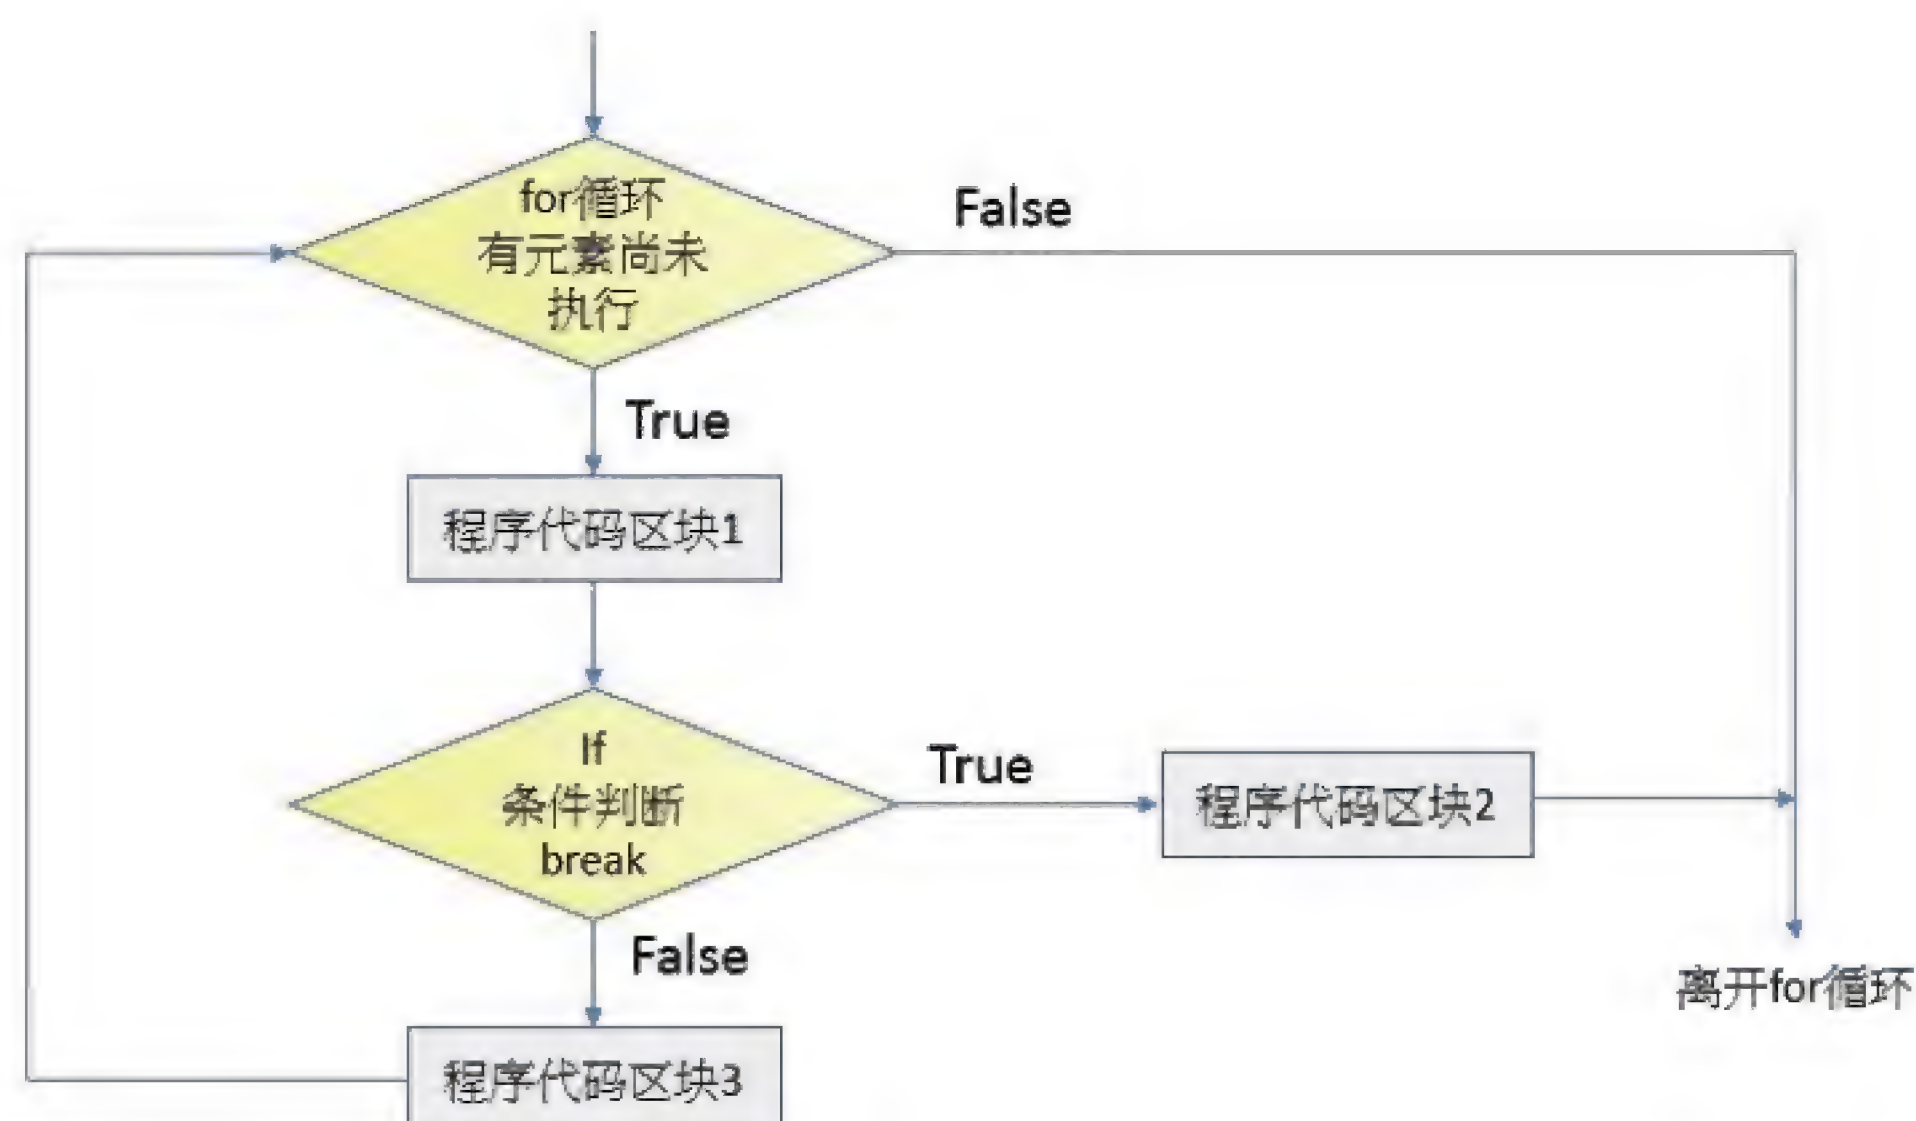 for循环
有元素尚未
执行
False
True
程序代码区块1
If
条件判断
break
True
程序代码区块2
False
离开for循环
程序代码区块3